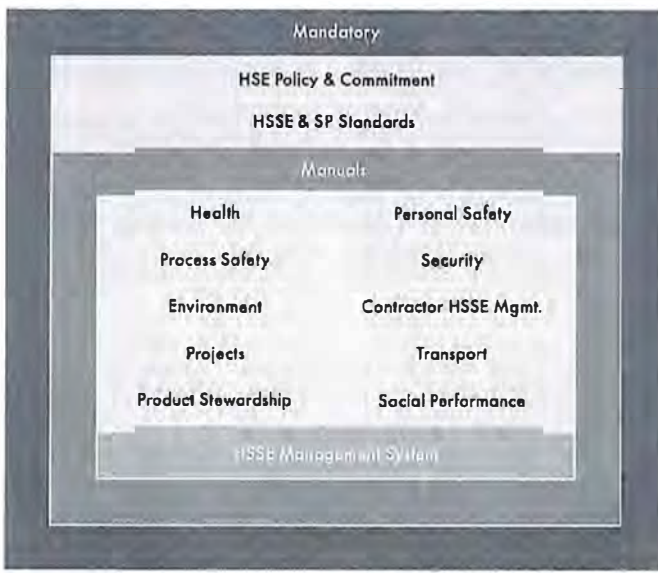 Mandatory
HSE Policy & Commitment
HSSE & SP Standards
Manuals
Health Personal Safety
Process Safety Security
Environment Contractor HSSE Mgmt.
Projects Transport
Product Stewardship Social Performance
HSSE Management System